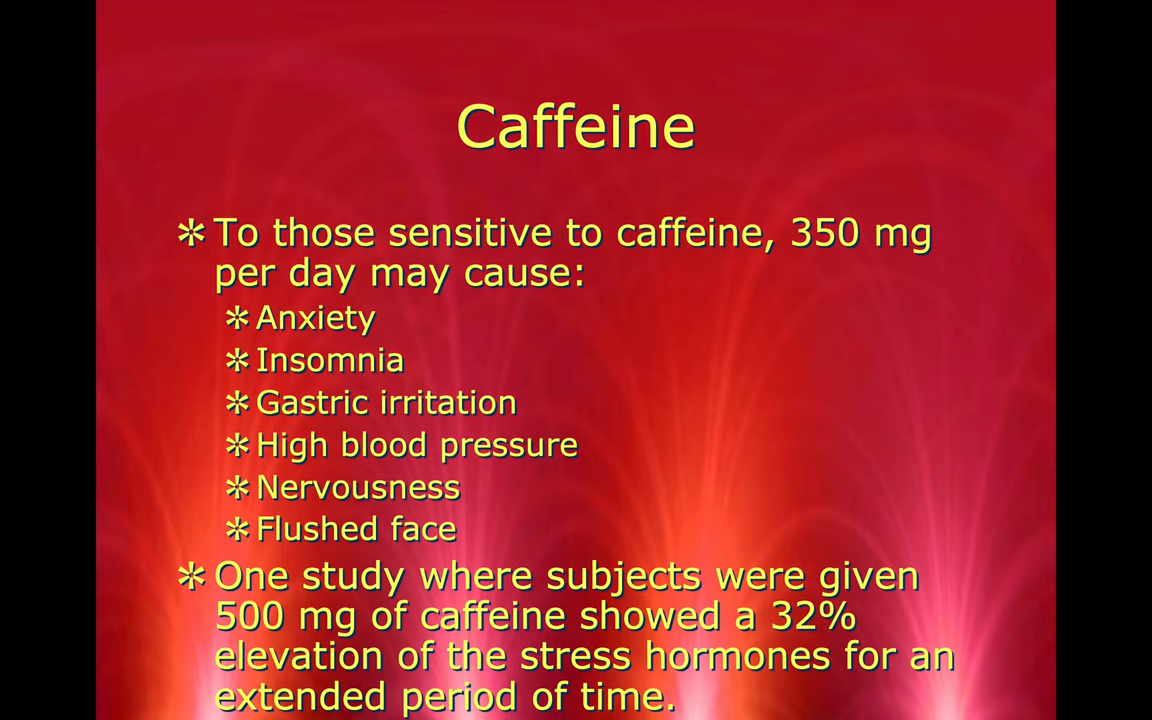 Caffeine
✲ To those sensitive to caffeine, 350 mg
per day may cause:
✲ Anxiety
✲ Insomnia
✲ Gastric irritation
✲ High blood pressure
✲ Nervousness
✲ Flushed face
✲ One study where subjects were given
500 mg of caffeine showed a 32%
elevation of the stress hormones for an
extended period of time.